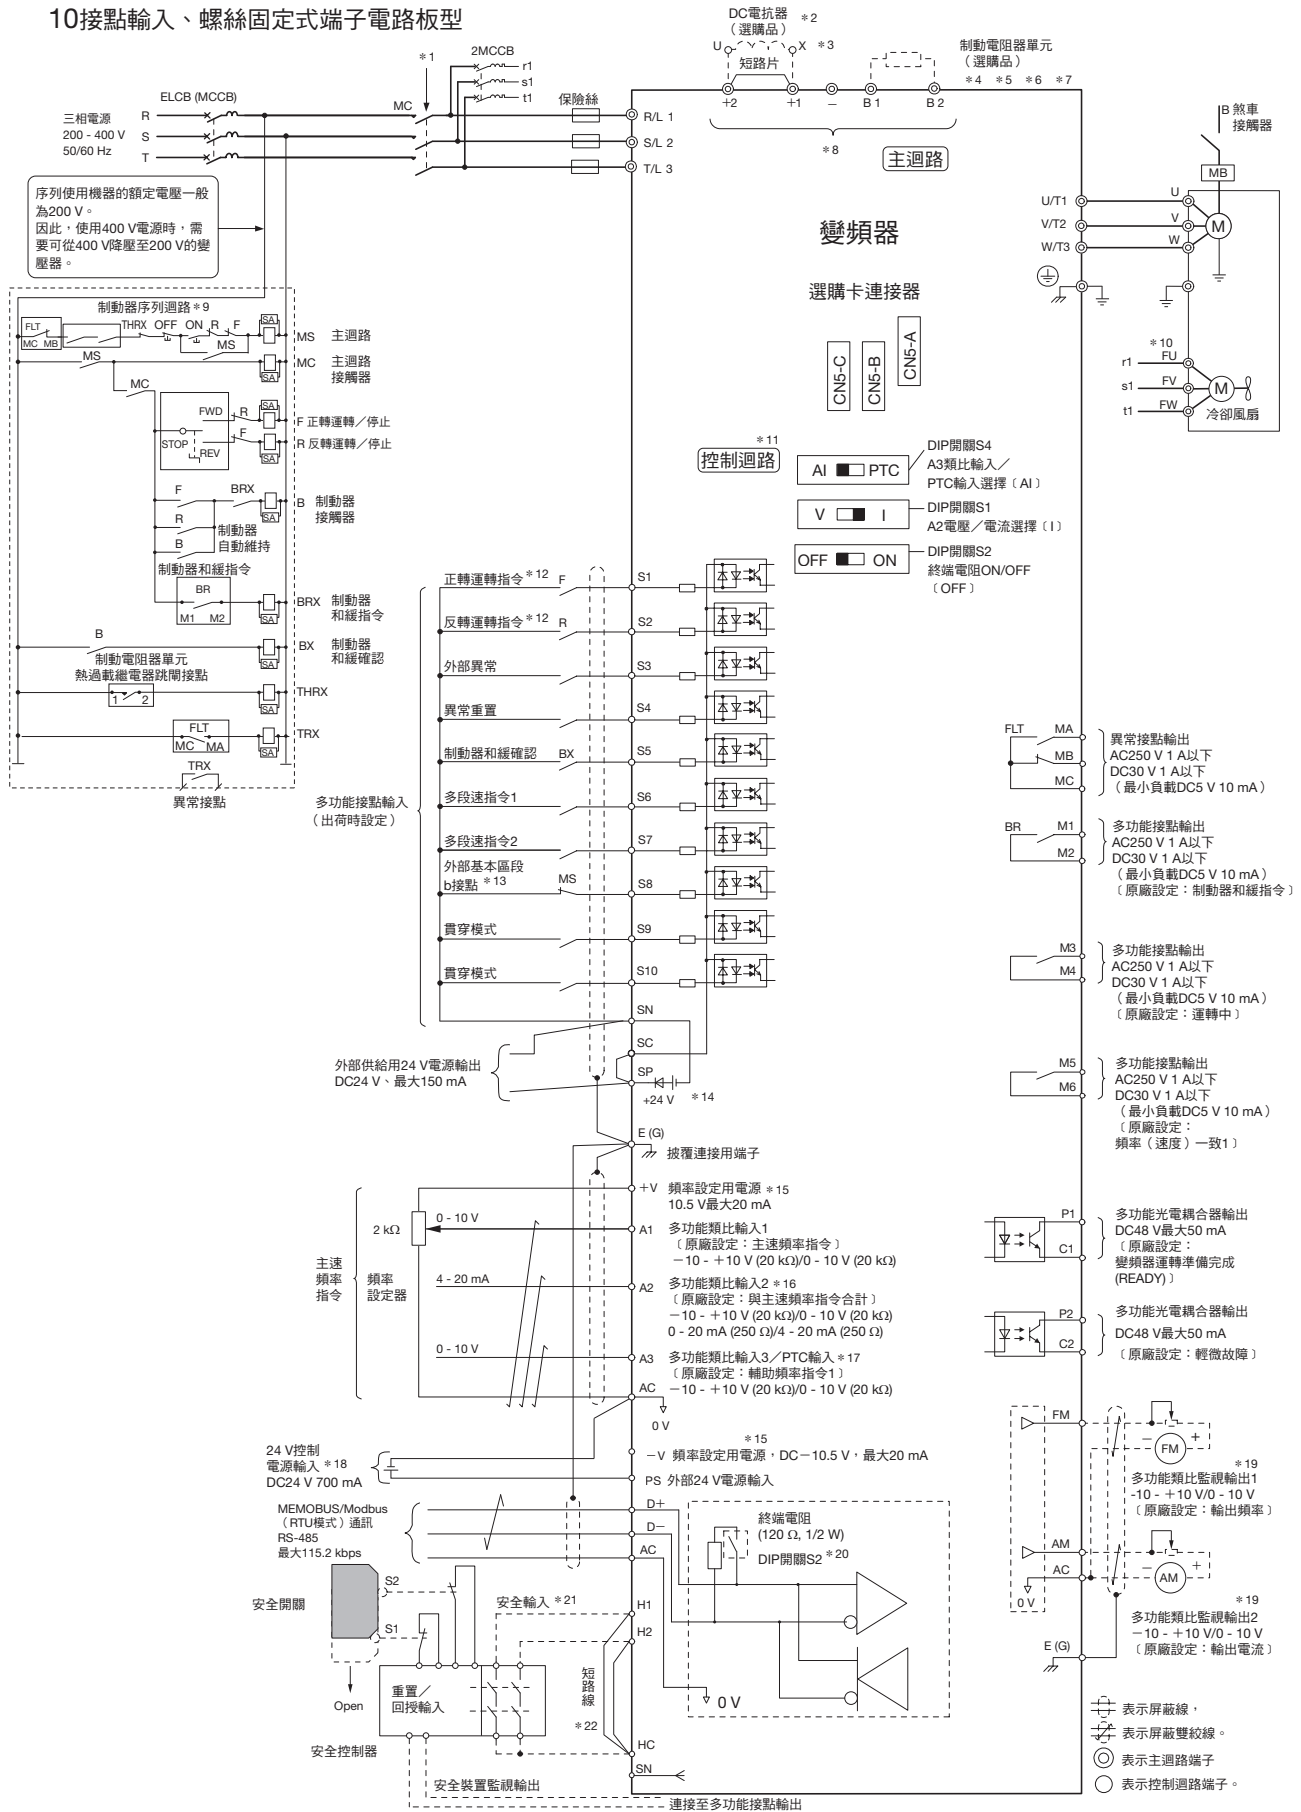 10接點輸入、螺絲固定式端子電路板型
DC電抗器
（選購品）
＊2
U
X
＊3
短路片
制動電阻器單元
（選購品）
＊4 ＊5 ＊6 ＊7
+2
+1
−
B 1
B 2
＊8
主迴路
＊1
2MCCB
r1
s1
t1
ELCB (MCCB)
MC
保險絲
三相電源
200 - 400 V
50/60 Hz
R
S
T
R/L 1
S/L 2
T/L 3
序列使用機器的額定電壓一般
為200 V。
因此，使用400 V電源時，需
要可從400 V降壓至200 V的變
壓器。
B 煞車
接觸器
MB
U/T1
V/T2
W/T3
U
V
W
M
變頻器
選購卡連接器
CN5-C
CN5-B
CN5-A
＊10
r1
FU
s1
FV
t1
FW
M
冷卻風扇
制動器序列迴路＊9
FLT
MC MB
THRX
OFF
ON
R
F
MS
SA
MS 主迴路
MS
SA
MC 主迴路
接觸器
MC
FWD
STOP
REV
R
F
SA
F 正轉運轉／停止
SA
R 反轉運轉／停止
F
BRX
R
B
SA
B 制動器
接觸器
制動器
自動維持
制動器和緩指令
BR
M1 M2
SA
BRX 制動器
和緩指令
B
SA
BX 制動器
和緩確認
制動電阻器單元
熱過載繼電器跳閘接點
1 2
SA
THRX
FLT
MC MA
SA
TRX
TRX
異常接點
＊11
控制迴路
AI PTC
DIP開關S4
A3類比輸入／
PTC輸入選擇〔AI〕
V I
DIP開關S1
A2電壓／電流選擇〔I〕
OFF ON
DIP開關S2
終端電阻ON/OFF
〔OFF〕
多功能接點輸入
（出荷時設定）
正轉運轉指令＊12 F S1
反轉運轉指令＊12 R S2
外部異常 S3
異常重置 S4
制動器和緩確認 BX S5
多段速指令1 S6
多段速指令2 S7
外部基本區段
b接點 ＊13 MS S8
貫穿模式 S9
貫穿模式 S10
SN
SC
SP
+24 V ＊14
外部供給用24 V電源輸出
DC24 V、最大150 mA
E (G)
披覆連接用端子
FLT
MA
MB
MC
異常接點輸出
AC250 V 1 A以下
DC30 V 1 A以下
（最小負載DC5 V 10 mA）
BR
M1
M2
多功能接點輸出
AC250 V 1 A以下
DC30 V 1 A以下
（最小負載DC5 V 10 mA）
〔原廠設定：制動器和緩指令〕
M3
M4
多功能接點輸出
AC250 V 1 A以下
DC30 V 1 A以下
（最小負載DC5 V 10 mA）
〔原廠設定：運轉中〕
M5
M6
多功能接點輸出
AC250 V 1 A以下
DC30 V 1 A以下
（最小負載DC5 V 10 mA）
〔原廠設定：
頻率（速度）一致1〕
主速
頻率
指令
2 kΩ
頻率
設定器
0 - 10 V
4 - 20 mA
0 - 10 V
+V 頻率設定用電源 ＊15
10.5 V最大20 mA
A1 多功能類比輸入1
〔原廠設定：主速頻率指令〕
−10 - +10 V (20 kΩ)/0 - 10 V (20 kΩ)
A2 多功能類比輸入2 ＊16
〔原廠設定：與主速頻率指令合計〕
−10 - +10 V (20 kΩ)/0 - 10 V (20 kΩ)
0 - 20 mA (250 Ω)/4 - 20 mA (250 Ω)
A3 多功能類比輸入3／PTC輸入 ＊17
〔原廠設定：輔助頻率指令1〕
−10 - +10 V (20 kΩ)/0 - 10 V (20 kΩ)
AC
0 V
＊15
−V 頻率設定用電源，DC−10.5 V，最大20 mA
PS 外部24 V電源輸入
24 V控制
電源輸入 ＊18
DC24 V 700 mA
P1
C1
多功能光電耦合器輸出
DC48 V最大50 mA
〔原廠設定：
變頻器運轉準備完成
(READY)〕
P2
C2
多功能光電耦合器輸出
DC48 V最大50 mA
〔原廠設定：輕微故障〕
MEMOBUS/Modbus
（RTU模式）通訊
RS-485
最大115.2 kbps
D+
D−
AC
終端電阻
(120 Ω, 1/2 W)
DIP開關S2 ＊20
0 V
FM
− FM +
＊19
多功能類比監視輸出1
-10 - +10 V/0 - 10 V
〔原廠設定：輸出頻率〕
AM
AC
0 V
− AM +
＊19
多功能類比監視輸出2
−10 - +10 V/0 - 10 V
〔原廠設定：輸出電流〕
E (G)
安全開關
S2
S1
Open
安全輸入 ＊21
H1
H2
短路線
＊22
HC
SN
重置／
回授輸入
安全控制器
安全裝置監視輸出
連接至多功能接點輸出
表示屏蔽線，
表示屏蔽雙絞線。
表示主迴路端子
表示控制迴路端子。